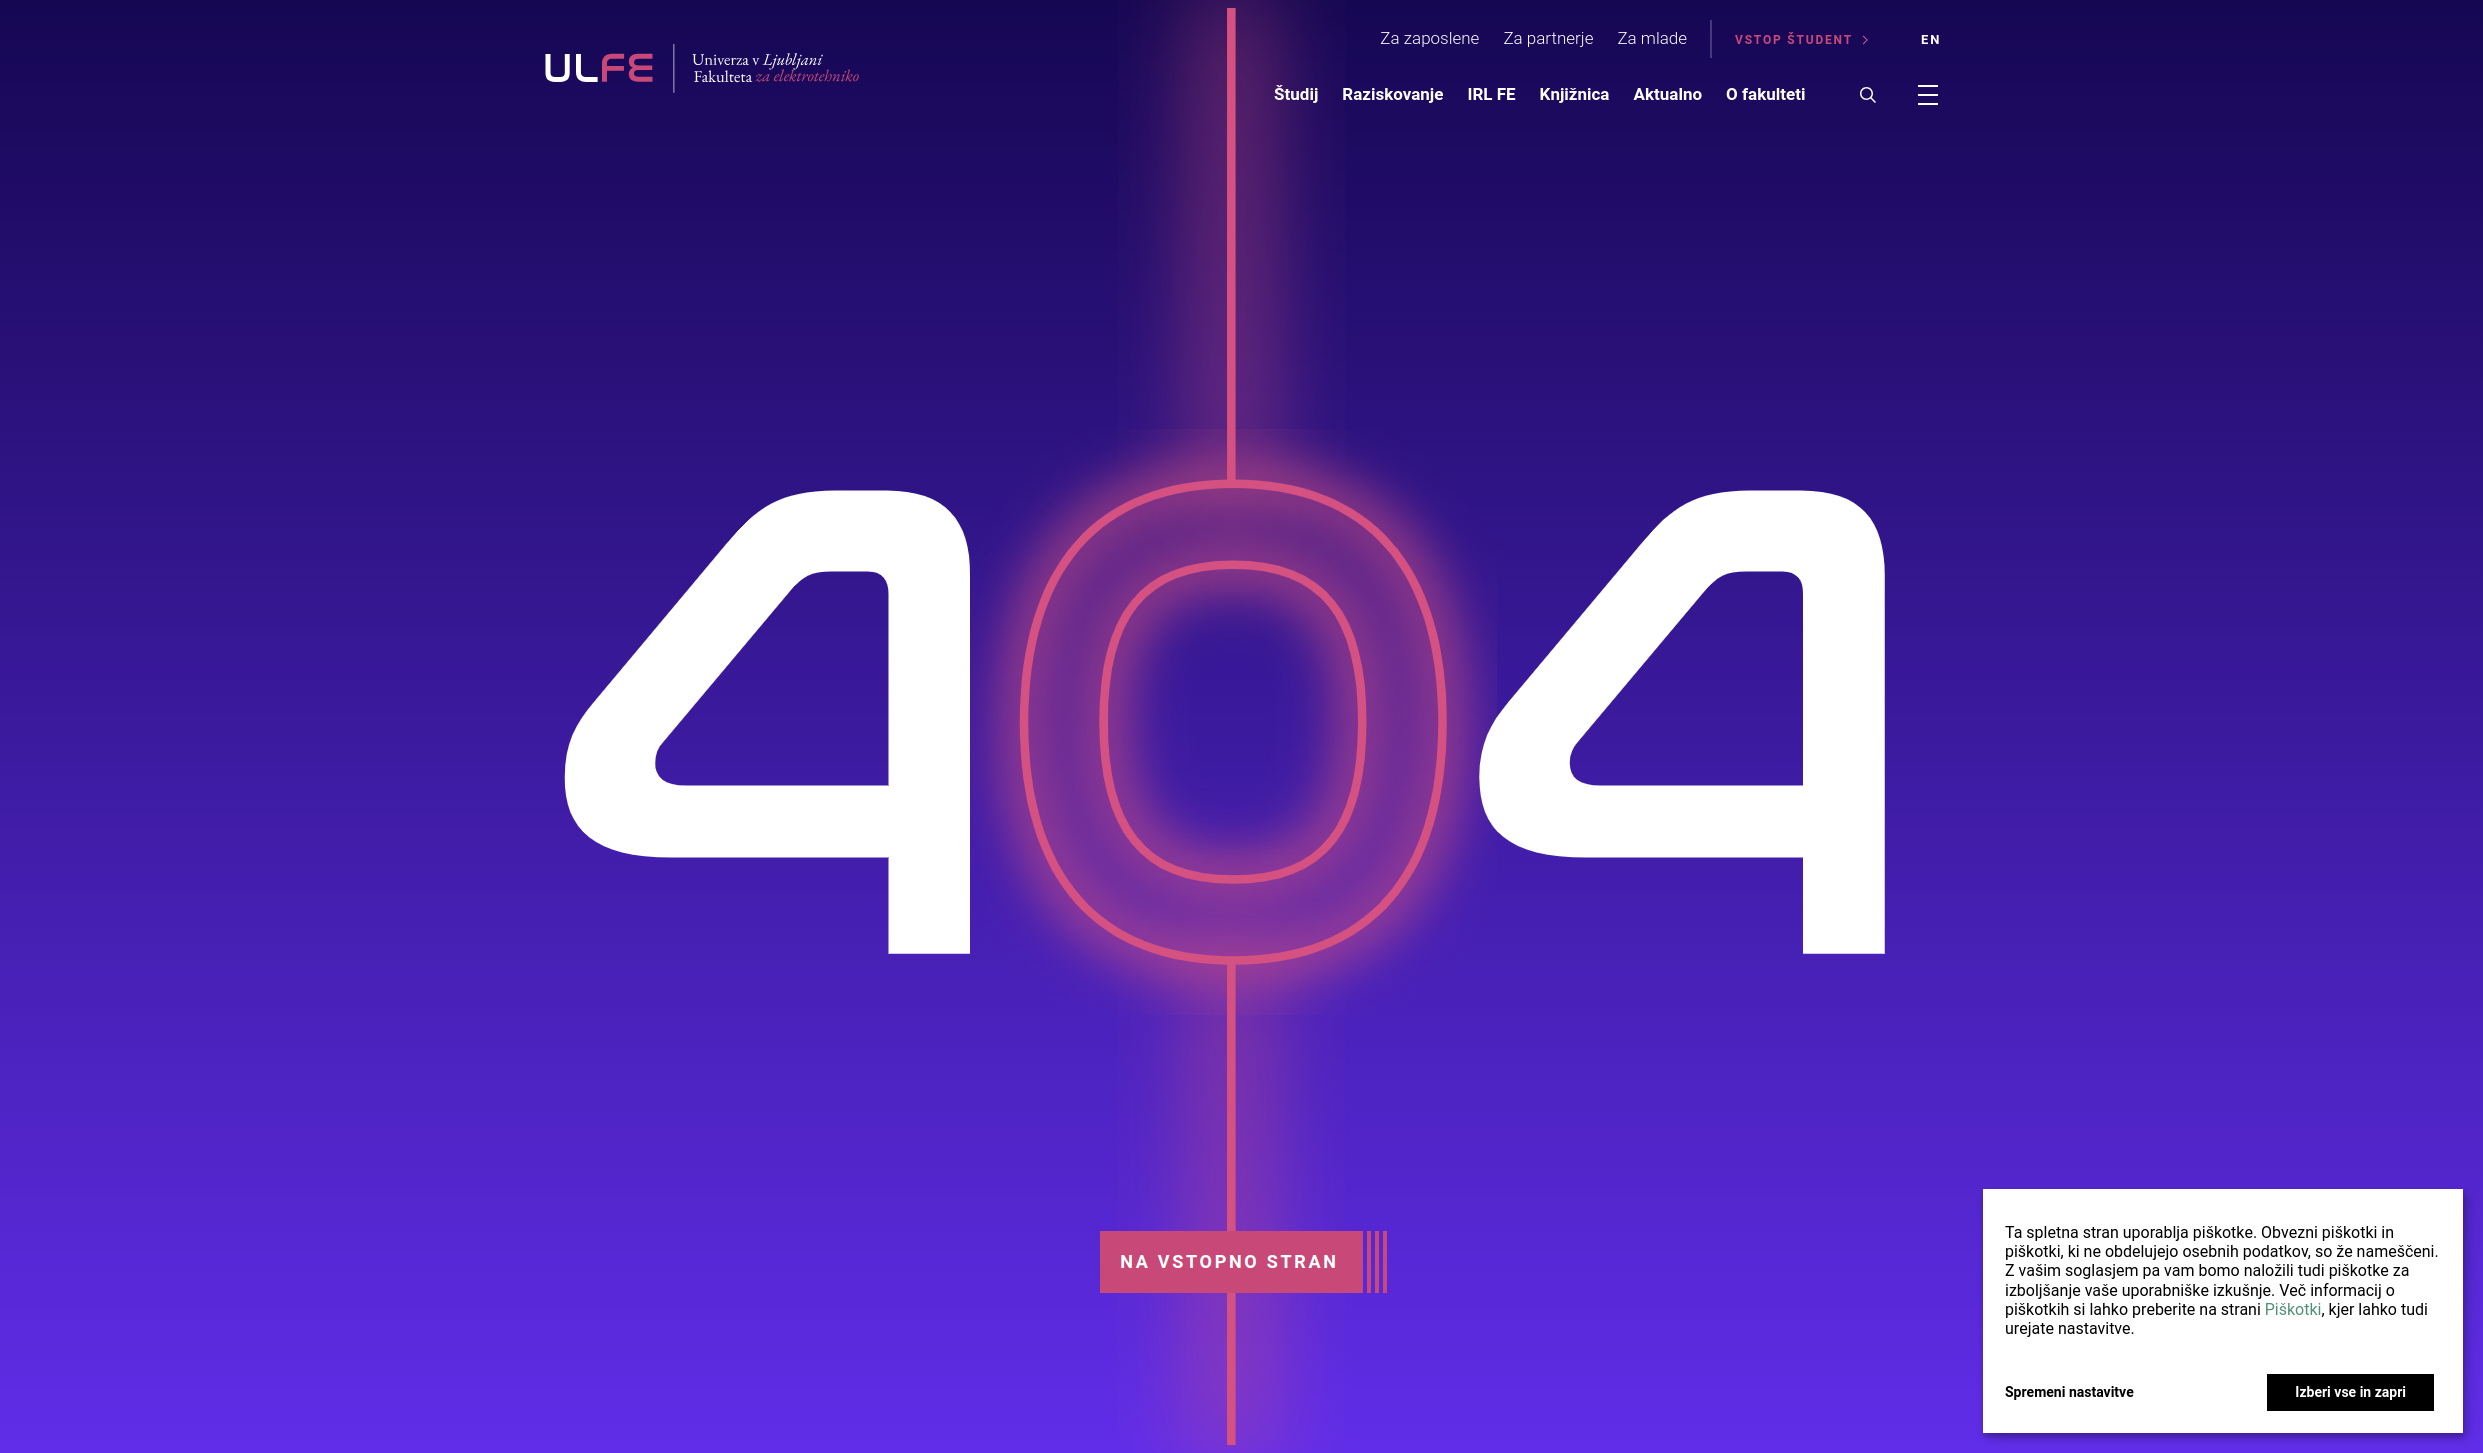 ULFE
Univerza v Ljubljani
Fakulteta za elektrotehniko
Za zaposlene
Za partnerje
Za mlade
VSTOP ŠTUDENT
EN
Študij
Raziskovanje
IRL FE
Knjižnica
Aktualno
O fakulteti
404
NA VSTOPNO STRAN
Ta spletna stran uporablja piškotke. Obvezni piškotki in
piškotki, ki ne obdelujejo osebnih podatkov, so že nameščeni.
Z vašim soglasjem pa vam bomo naložili tudi piškotke za
izboljšanje vaše uporabniške izkušnje. Več informacij o
piškotkih si lahko preberite na strani Piškotki, kjer lahko tudi
urejate nastavitve.
Spremeni nastavitve
Izberi vse in zapri